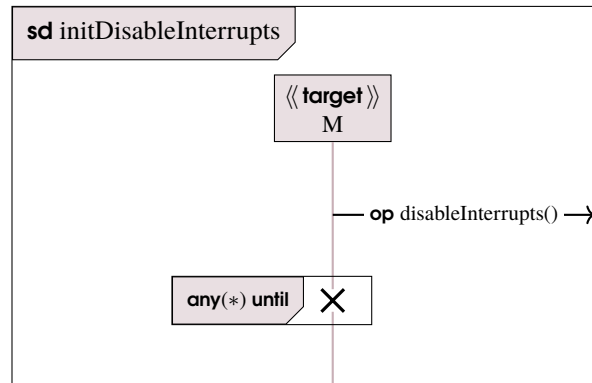 sd initDisableInterrupts
⟪ target ⟫
M
op disableInterrupts()
any(*) until